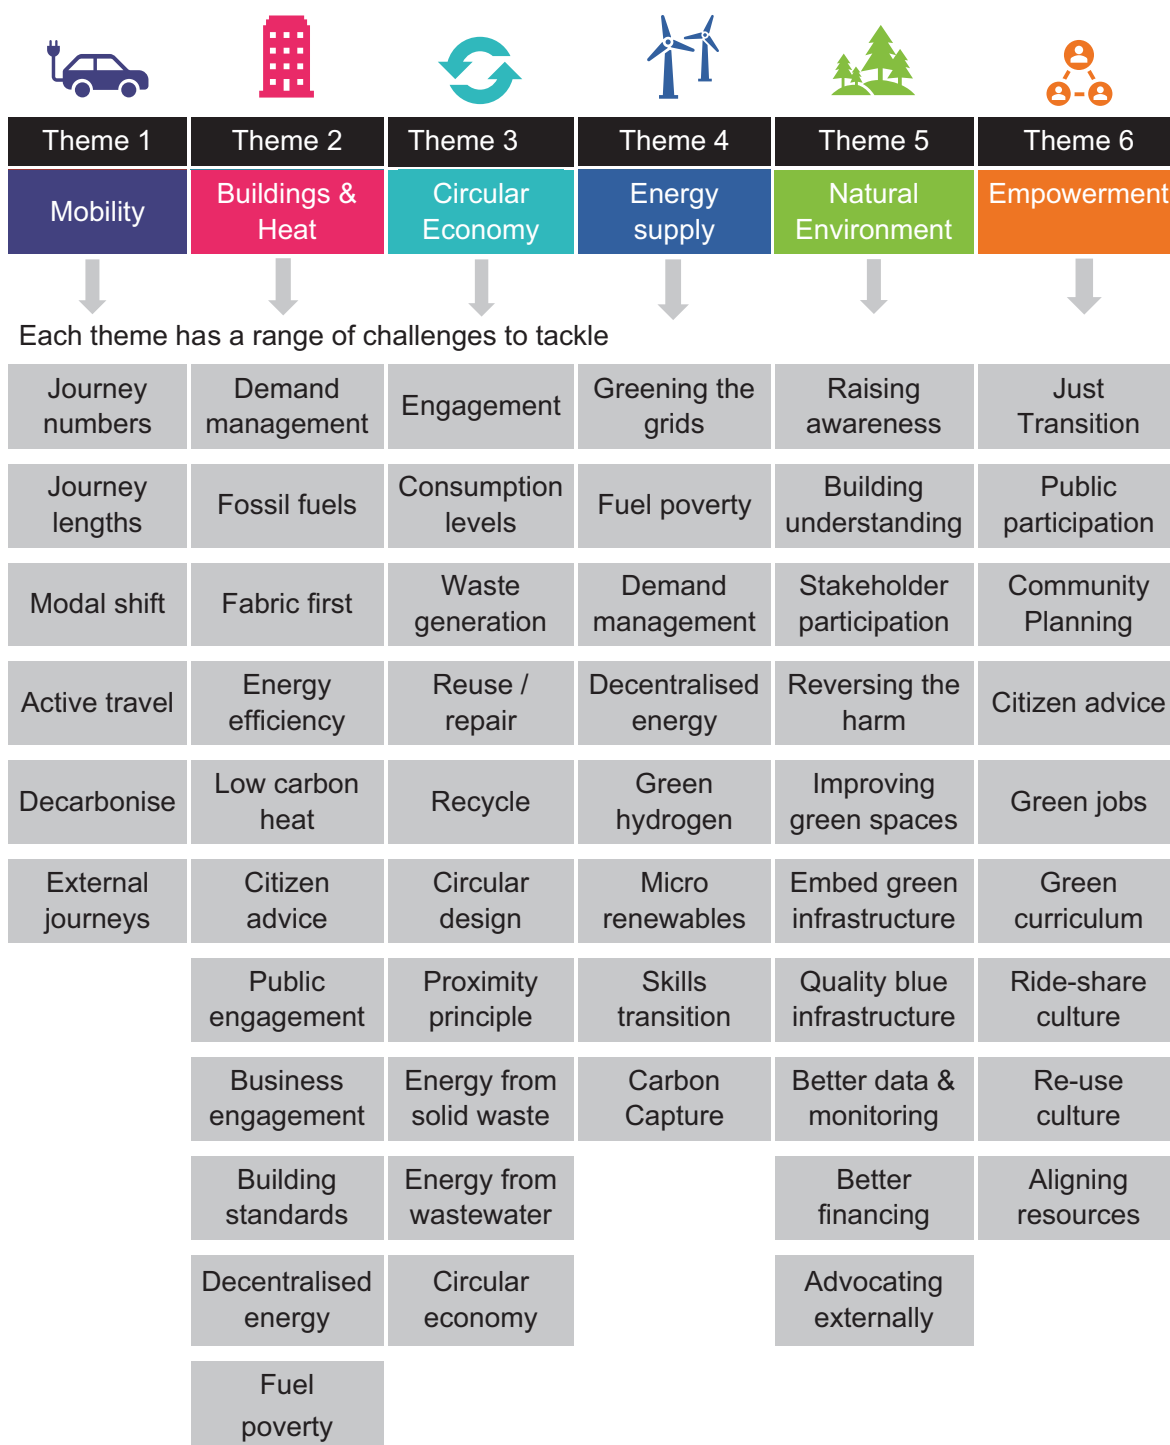 Theme 1
Theme 2
Theme 3
Theme 4
Theme 5
Theme 6
Mobility
Buildings &
Heat
Circular
Economy
Energy
supply
Natural
Environment
Empowerment
Each theme has a range of challenges to tackle
Journey
numbers
Demand
management
Engagement
Greening the
grids
Raising
awareness
Just
Transition
Journey
lengths
Fossil fuels
Consumption
levels
Fuel poverty
Building
understanding
Public
participation
Modal shift
Fabric first
Waste
generation
Demand
management
Stakeholder
participation
Community
Planning
Active travel
Energy
efficiency
Reuse /
repair
Decentralised
energy
Reversing the
harm
Citizen advice
Decarbonise
Low carbon
heat
Recycle
Green
hydrogen
Improving
green spaces
Green jobs
External
journeys
Citizen
advice
Circular
design
Micro
renewables
Embed green
infrastructure
Green
curriculum
Public
engagement
Proximity
principle
Skills
transition
Quality blue
infrastructure
Ride-share
culture
Business
engagement
Energy from
solid waste
Carbon
Capture
Better data &
monitoring
Re-use
culture
Building
standards
Energy from
wastewater
Better
financing
Aligning
resources
Decentralised
energy
Circular
economy
Advocating
externally
Fuel
poverty